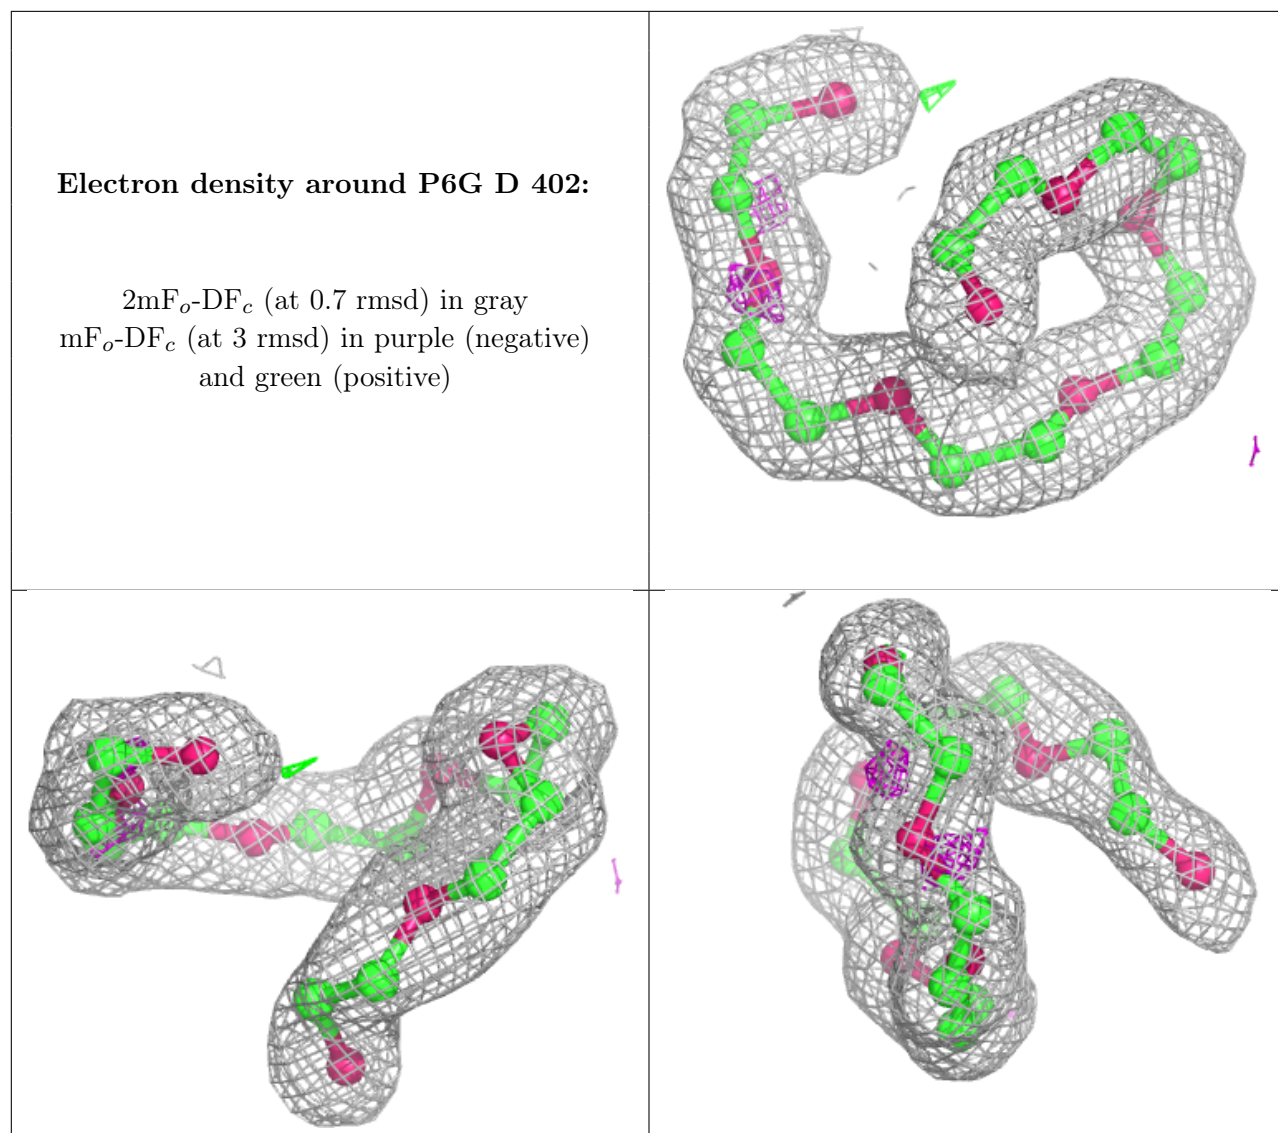 Electron density around P6G D 402:
2mFo-DFc (at 0.7 rmsd) in gray
mFo-DFc (at 3 rmsd) in purple (negative)
and green (positive)